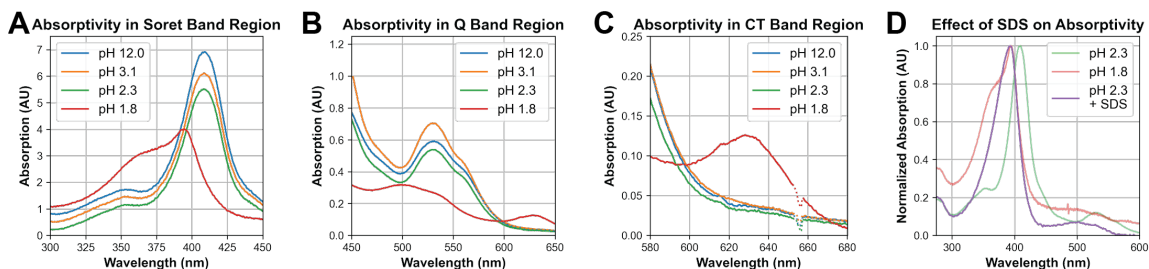 A
Absorptivity in Soret Band Region
Absorption (AU)
7
6
5
4
3
2
1
0
pH 12.0
pH 3.1
pH 2.3
pH 1.8
300 325 350 375 400 425 450
Wavelength (nm)
B
Absorptivity in Q Band Region
Absorption (AU)
1.2
1.0
0.8
0.6
0.4
0.2
0.0
pH 12.0
pH 3.1
pH 2.3
pH 1.8
450 500 550 600 650
Wavelength (nm)
C
Absorptivity in CT Band Region
Absorption (AU)
0.25
0.20
0.15
0.10
0.05
0.00
pH 12.0
pH 3.1
pH 2.3
pH 1.8
580 600 620 640 660 680
Wavelength (nm)
D
Effect of SDS on Absorptivity
Normalized Absorption (AU)
1.0
0.8
0.6
0.4
0.2
0.0
pH 2.3
pH 1.8
pH 2.3
+ SDS
300 400 500 600
Wavelength (nm)